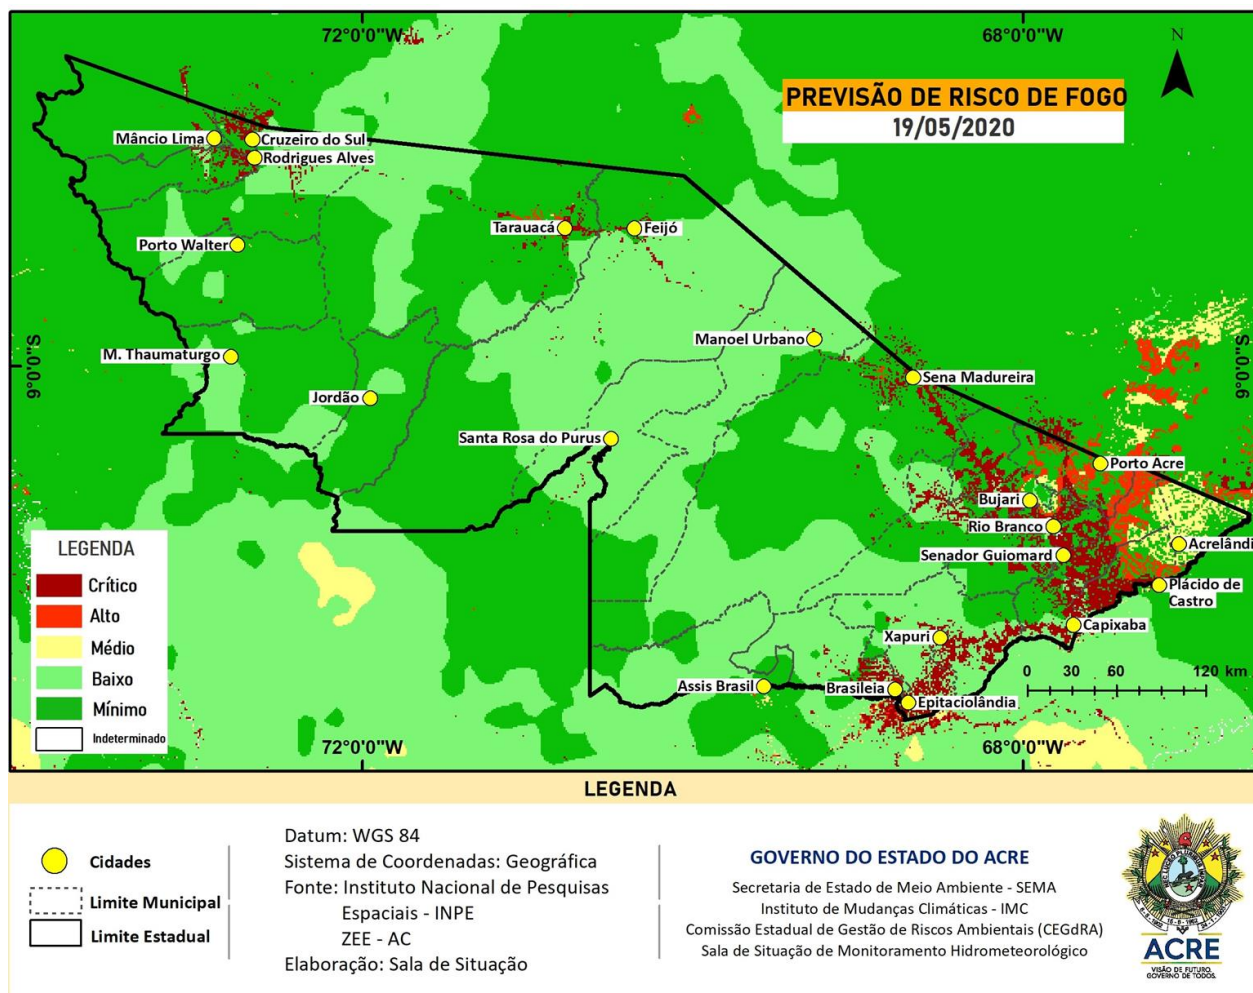 72°0'0"W
68°0'0"W
N
PREVISÃO DE RISCO DE FOGO
19/05/2020
Mâncio Lima
Cruzeiro do Sul
Rodrigues Alves
Tarauacá
Feijó
Porto Walter
Manoel Urbano
9°0'0"S
9°0'0"S
M. Thaumaturgo
Sena Madureira
Jordão
Santa Rosa do Purus
Porto Acre
Bujari
Rio Branco
Acrelândi
Senador Guiomard
Plácido de
Castro
Capixaba
Xapuri
Assis Brasil
Brasileia
Epitaciolândia
0 30 60 120 km
LEGENDA
Crítico
Alto
Médio
Baixo
Mínimo
Indeterminado
72°0'0"W
68°0'0"W
LEGENDA
Cidades
Limite Municipal
Limite Estadual
Datum: WGS 84
Sistema de Coordenadas: Geográfica
Fonte: Instituto Nacional de Pesquisas
Espaciais - INPE
ZEE - AC
Elaboração: Sala de Situação
GOVERNO DO ESTADO DO ACRE
Secretaria de Estado de Meio Ambiente - SEMA
Instituto de Mudanças Climáticas - IMC
Comissão Estadual de Gestão de Riscos Ambientais (CEGdRA)
Sala de Situação de Monitoramento Hidrometeorológico
ACRE
VISÃO DE FUTURO.
GOVERNO DE TODOS.